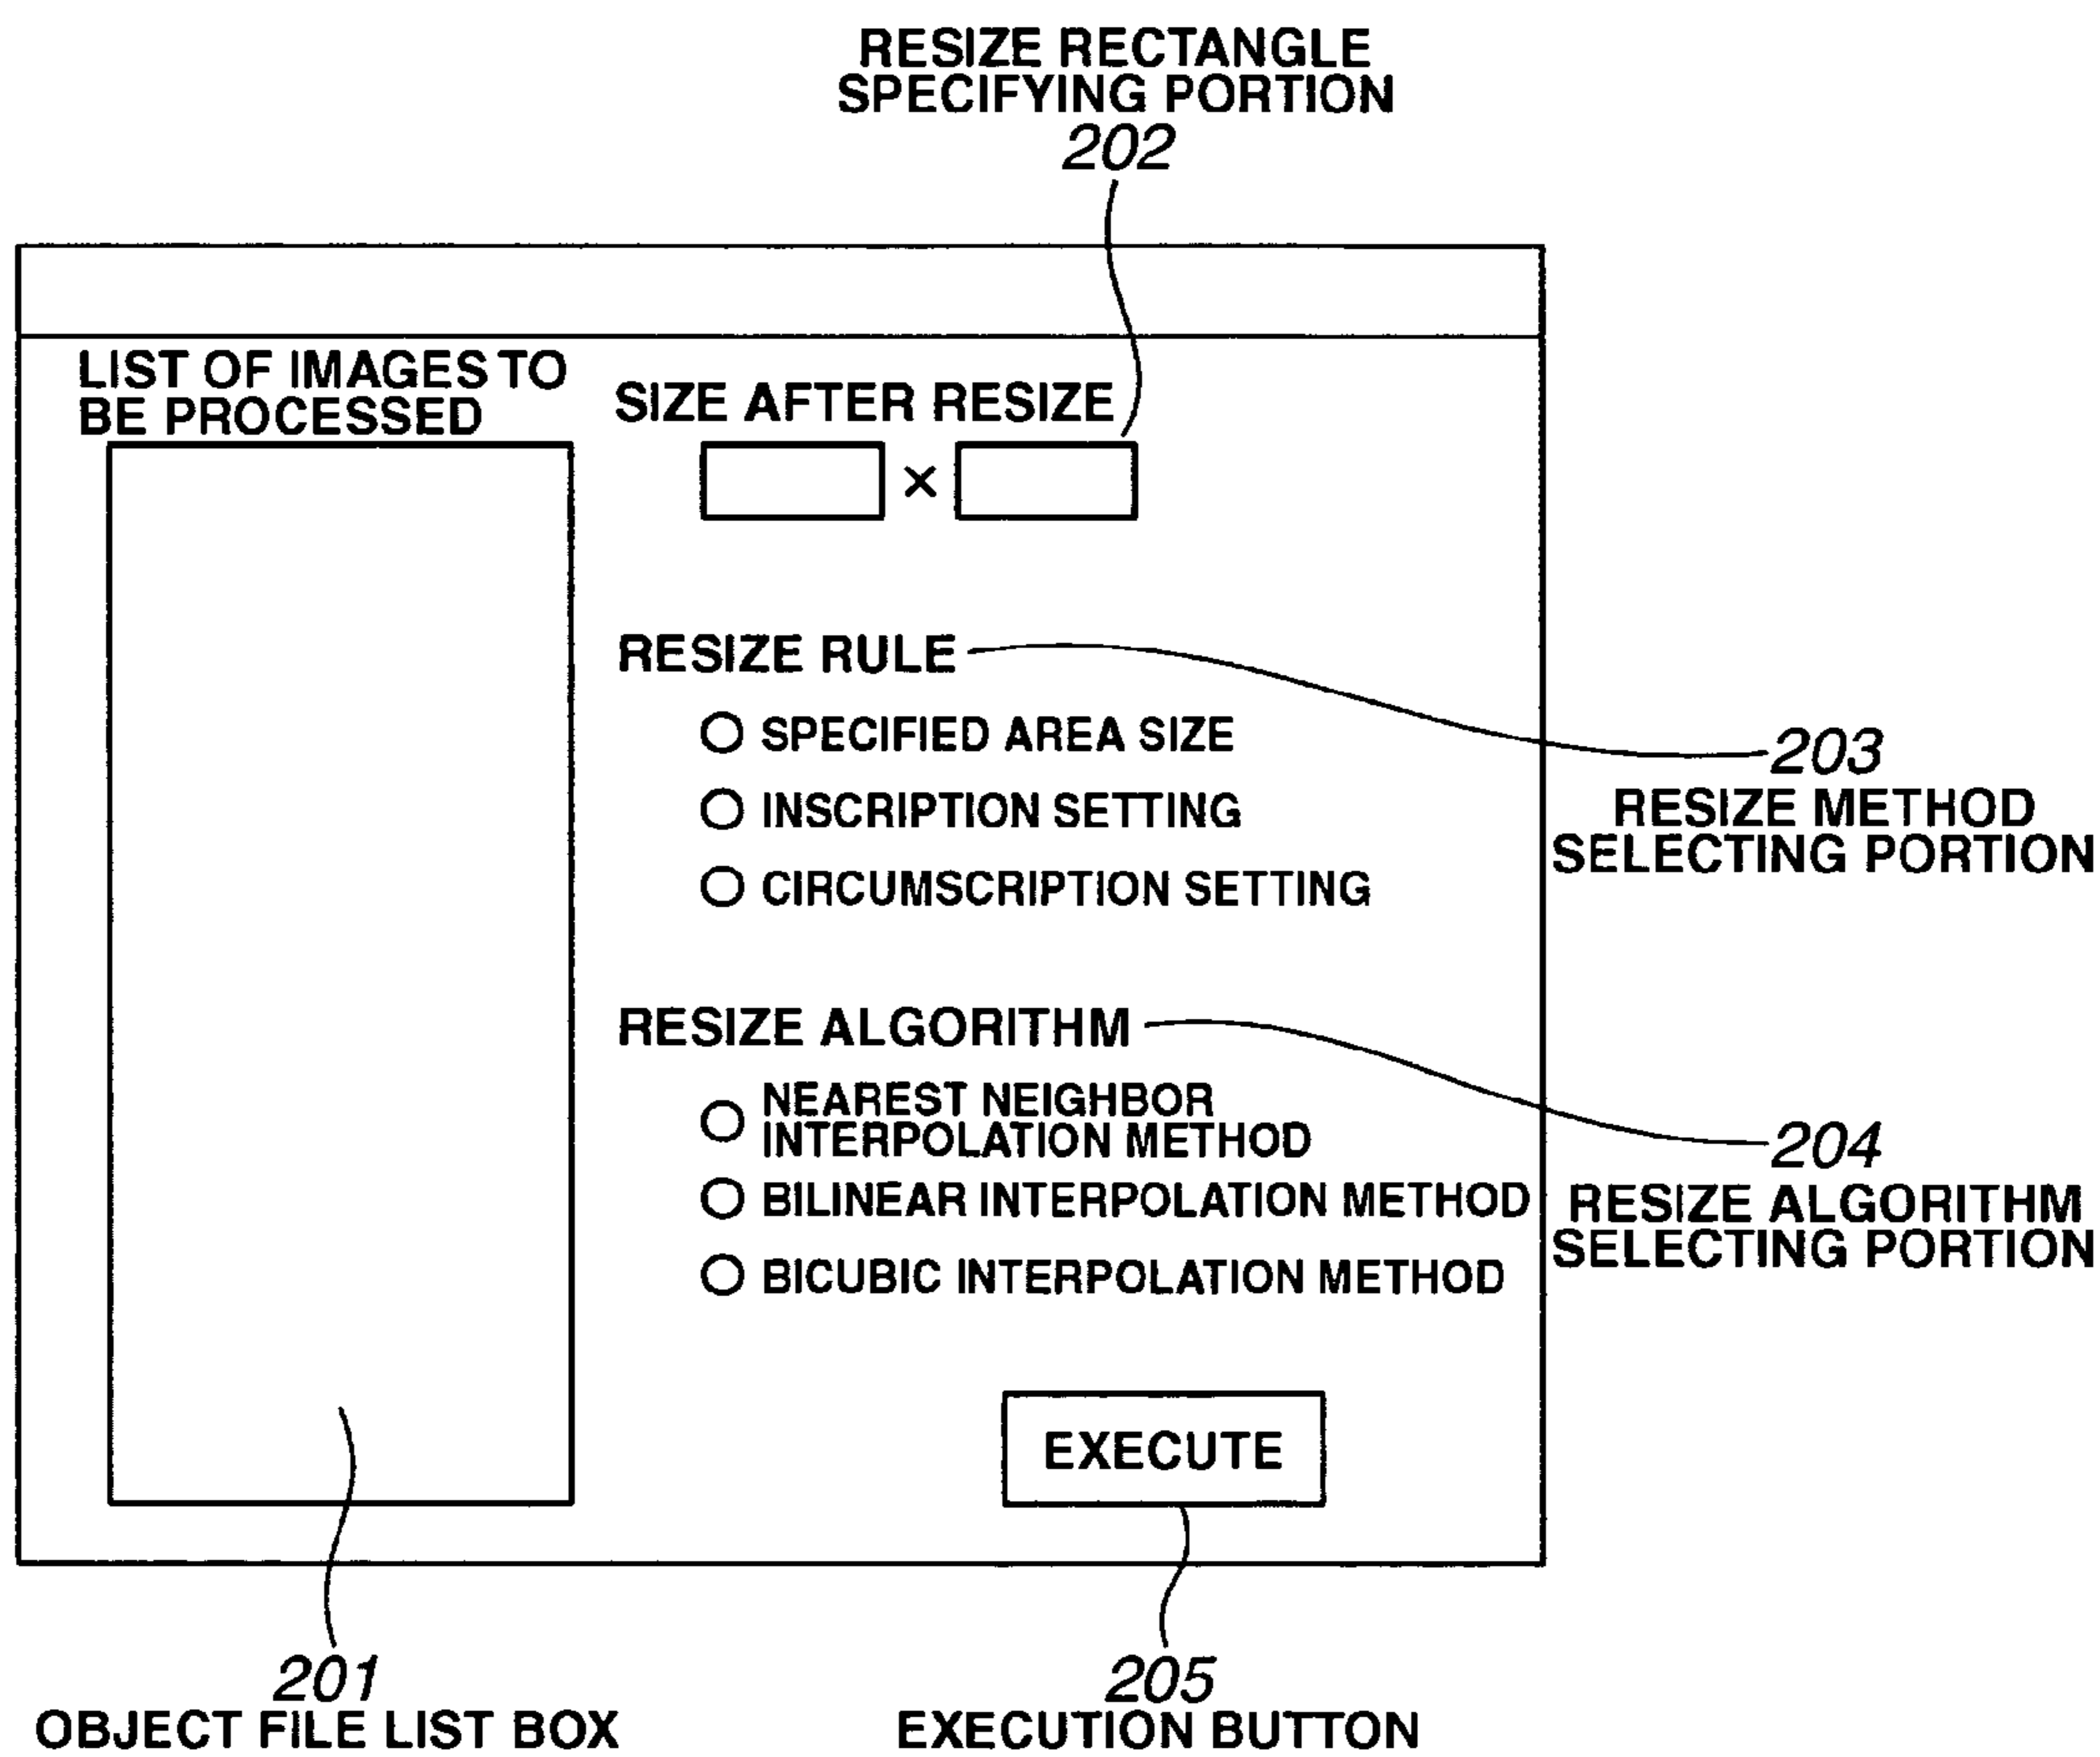 RESIZE RECTANGLE
SPECIFYING PORTION
202
LIST OF IMAGES TO
BE PROCESSED
SIZE AFTER RESIZE
×
RESIZE RULE
SPECIFIED AREA SIZE
INSCRIPTION SETTING
CIRCUMSCRIPTION SETTING
203
RESIZE METHOD
SELECTING PORTION
RESIZE ALGORITHM
NEAREST NEIGHBOR
INTERPOLATION METHOD
BILINEAR INTERPOLATION METHOD
BICUBIC INTERPOLATION METHOD
204
RESIZE ALGORITHM
SELECTING PORTION
EXECUTE
201
OBJECT FILE LIST BOX
205
EXECUTION BUTTON